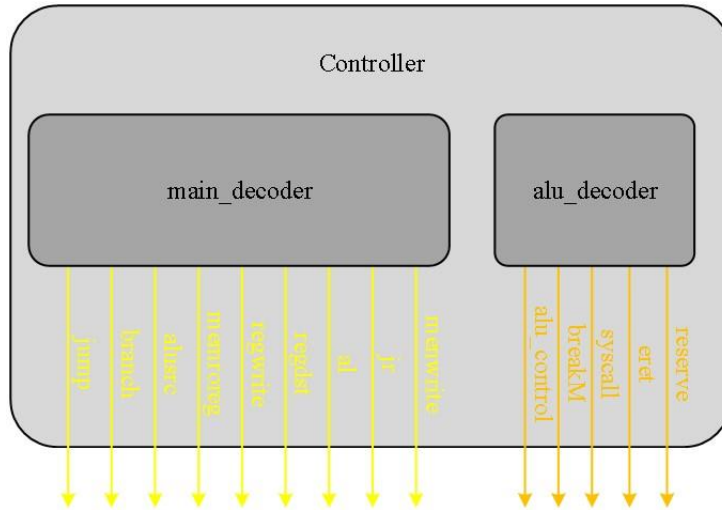 Controller
main_decoder
alu_decoder
jump
branch
alusrc
memtoreg
regwrite
regdst
al
jr
memwrite
alu_control
breakM
syscall
eret
reserve